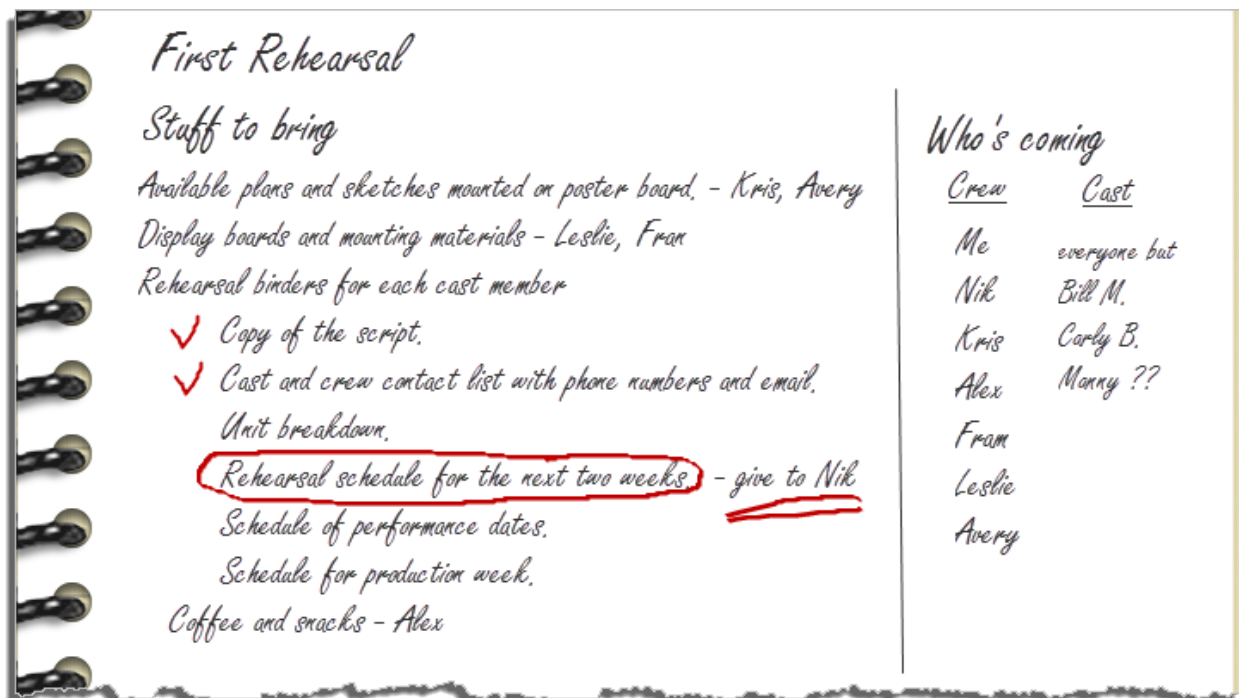 First Rehearsal
Stuff to bring
Available plans and sketches mounted on poster board. - Kris, Avery
Display boards and mounting materials - Leslie, Fran
Rehearsal binders for each cast member
Copy of the script.
Cast and crew contact list with phone numbers and email.
Unit breakdown.
Rehearsal schedule for the next two weeks. - give to Nik
Schedule of performance dates.
Schedule for production week.
Coffee and snacks - Alex
Who's coming
Crew
Me
Nik
Kris
Alex
Fram
Leslie
Avery
Cast
everyone but
Bill M.
Carly B.
Manny ??